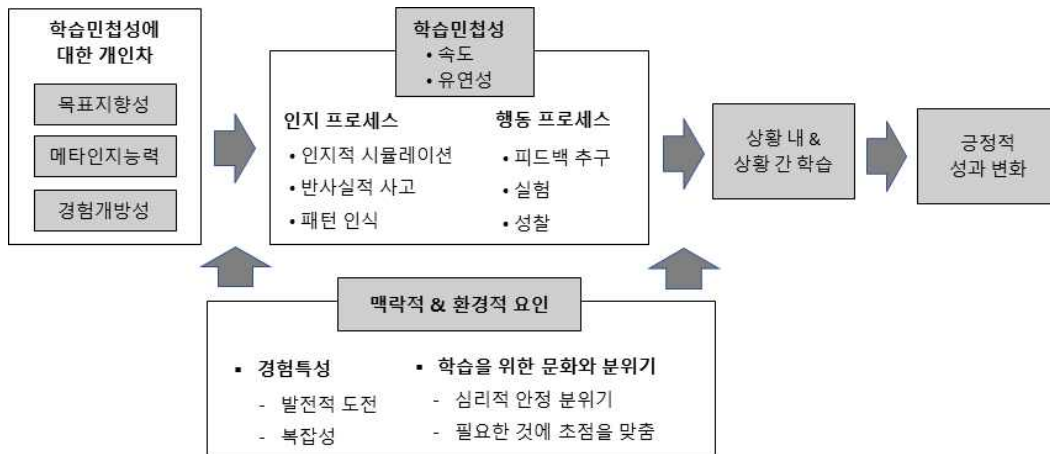 학습민첩성에
대한 개인차
목표지향성
메타인지능력
경험개방성
학습민첩성
• 속도
• 유연성
인지 프로세스
• 인지적 시뮬레이션
• 반사실적 사고
• 패턴 인식
행동 프로세스
• 피드백 추구
• 실험
• 성찰
상황 내 &
상황 간 학습
긍정적
성과 변화
맥락적 & 환경적 요인
▪ 경험특성
- 발전적 도전
- 복잡성
▪ 학습을 위한 문화와 분위기
- 심리적 안정 분위기
- 필요한 것에 초점을 맞춤